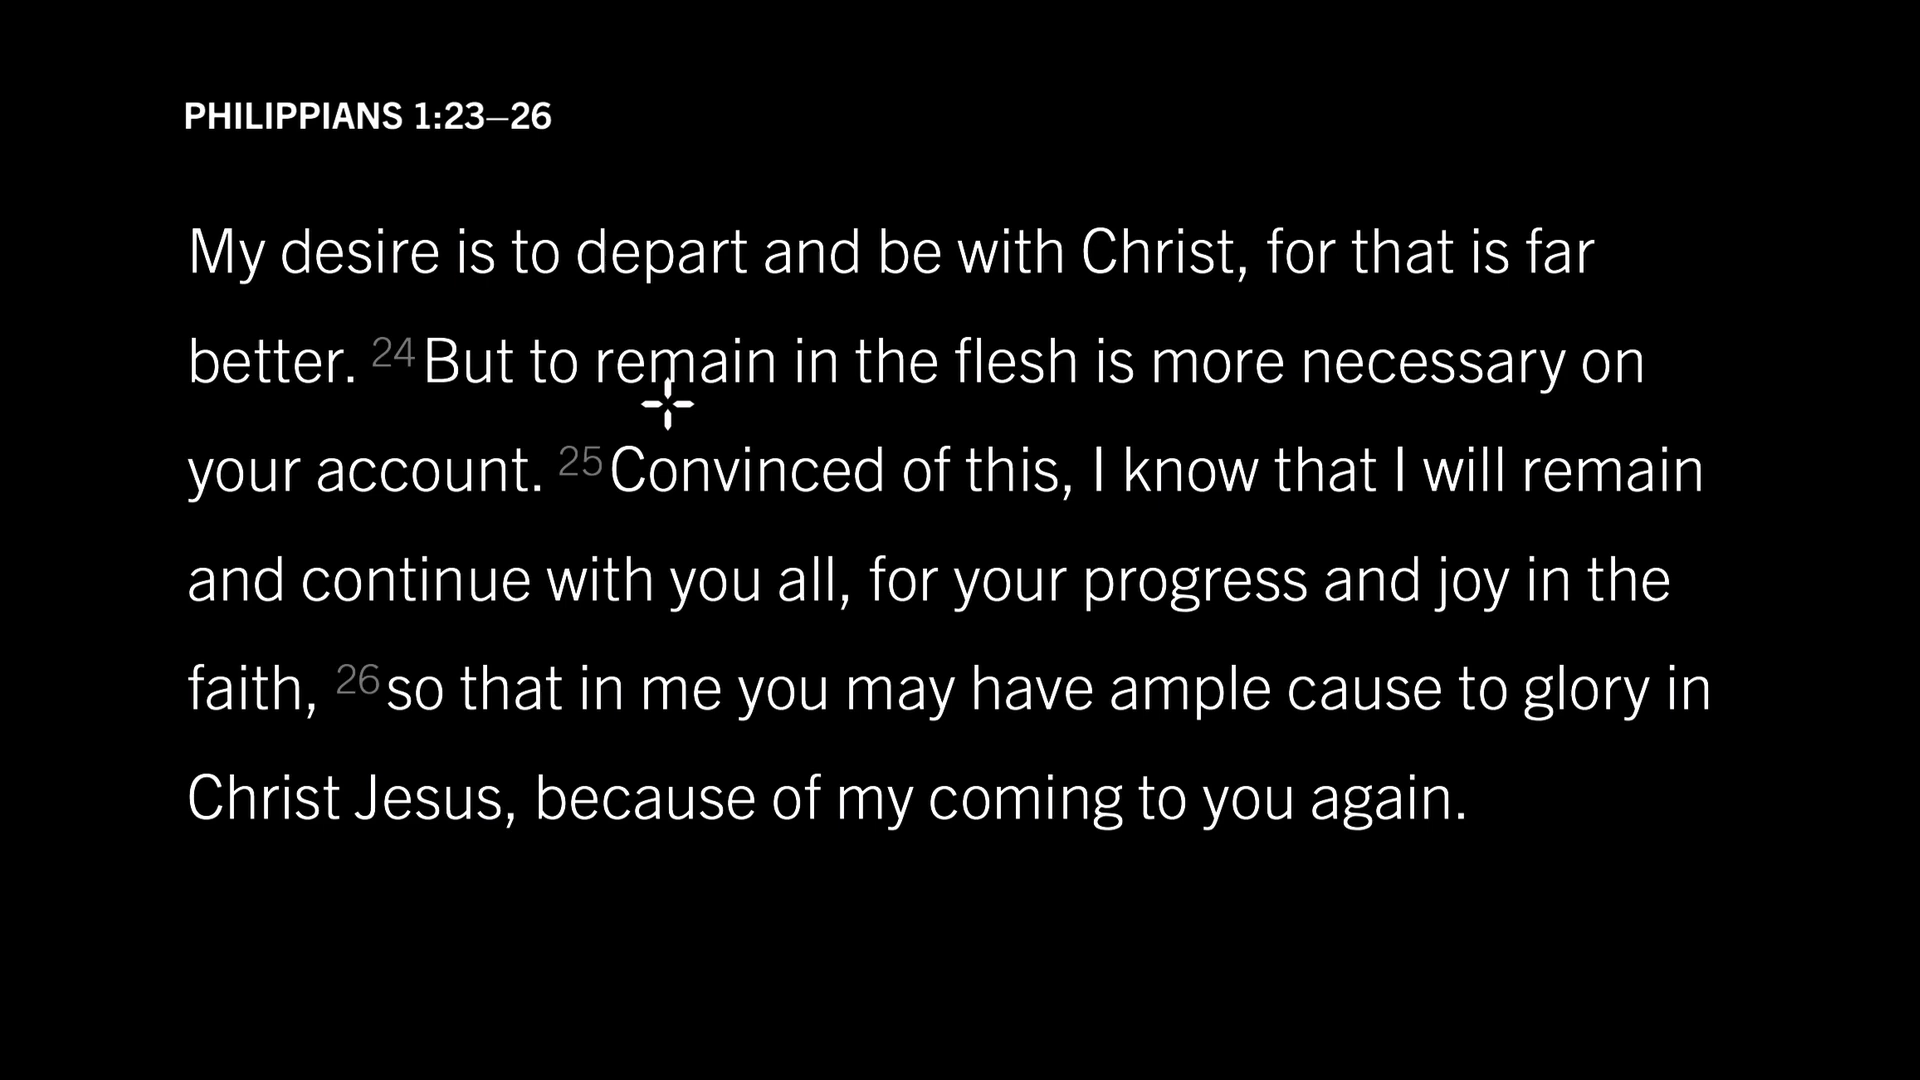 PHILIPPIANS 1:23–26
My desire is to depart and be with Christ, for that is far
better. 24 But to remain in the flesh is more necessary on
your account. 25 Convinced of this, I know that I will remain
and continue with you all, for your progress and joy in the
faith, 26 so that in me you may have ample cause to glory in
Christ Jesus, because of my coming to you again.